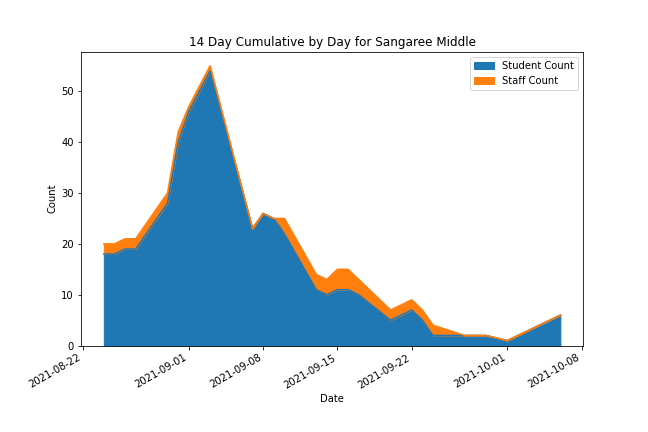 14 Day Cumulative by Day for Sangaree Middle
Student Count
Staff Count
Count
50
40
30
20
10
0
2021-08-22
2021-09-01
2021-09-08
2021-09-15
2021-09-22
2021-10-01
2021-10-08
Date